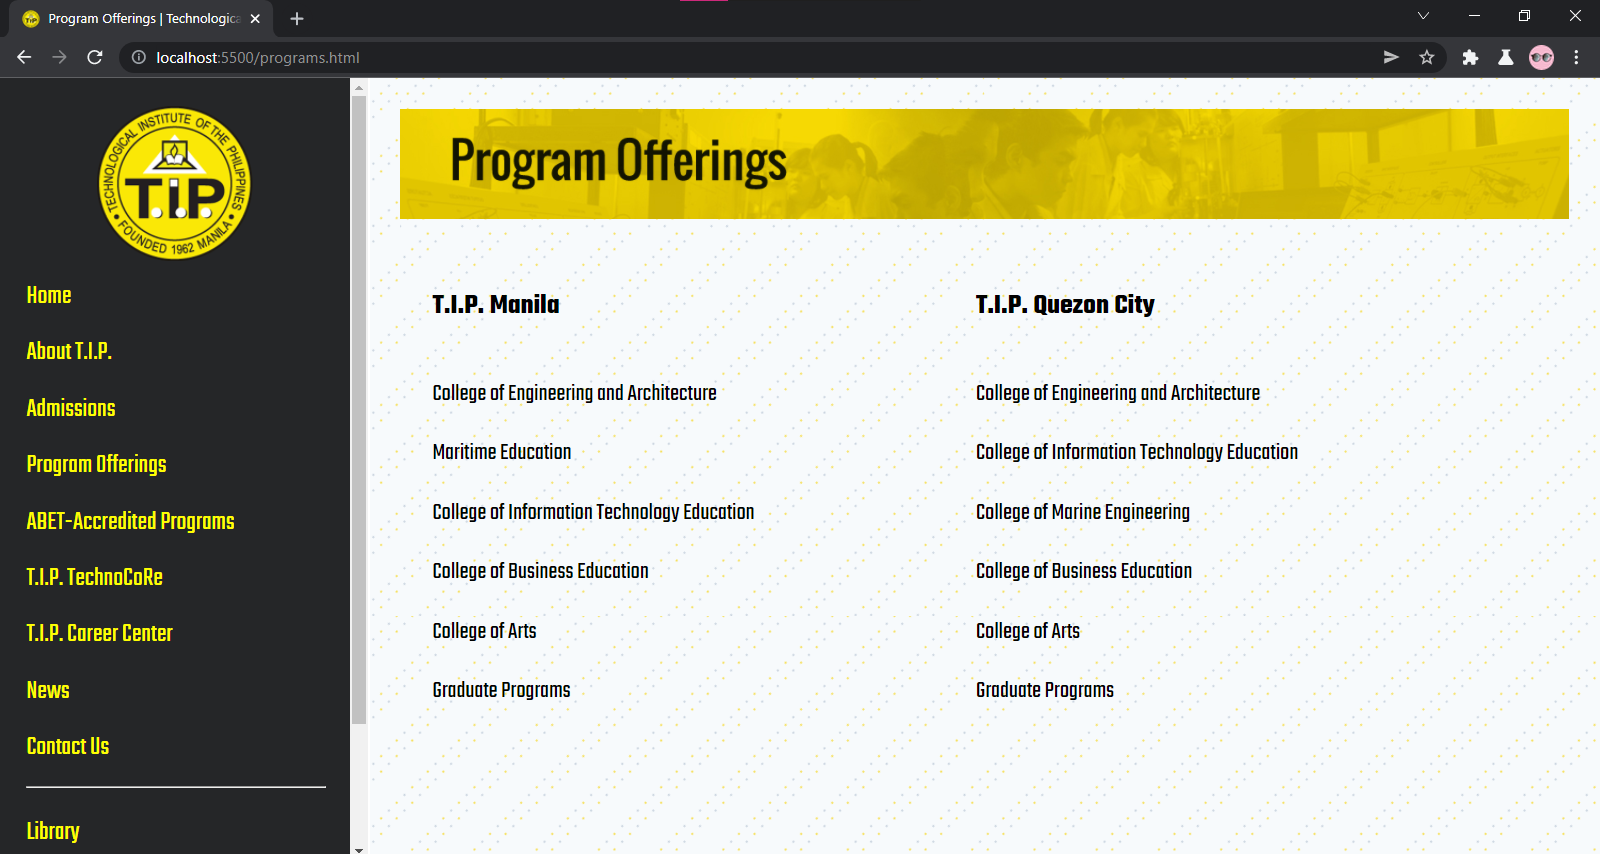 Program Offerings | Technologica
localhost:5500/programs.html
TECHNOLOGICAL INSTITUTE OF THE PHILIPPINES
T.I.P.
FOUNDED 1962 MANILA
Home
About T.I.P.
Admissions
Program Offerings
ABET-Accredited Programs
T.I.P. TechnoCoRe
T.I.P. Career Center
News
Contact Us
Library
Program Offerings
T.I.P. Manila
College of Engineering and Architecture
Maritime Education
College of Information Technology Education
College of Business Education
College of Arts
Graduate Programs
T.I.P. Quezon City
College of Engineering and Architecture
College of Information Technology Education
College of Marine Engineering
College of Business Education
College of Arts
Graduate Programs